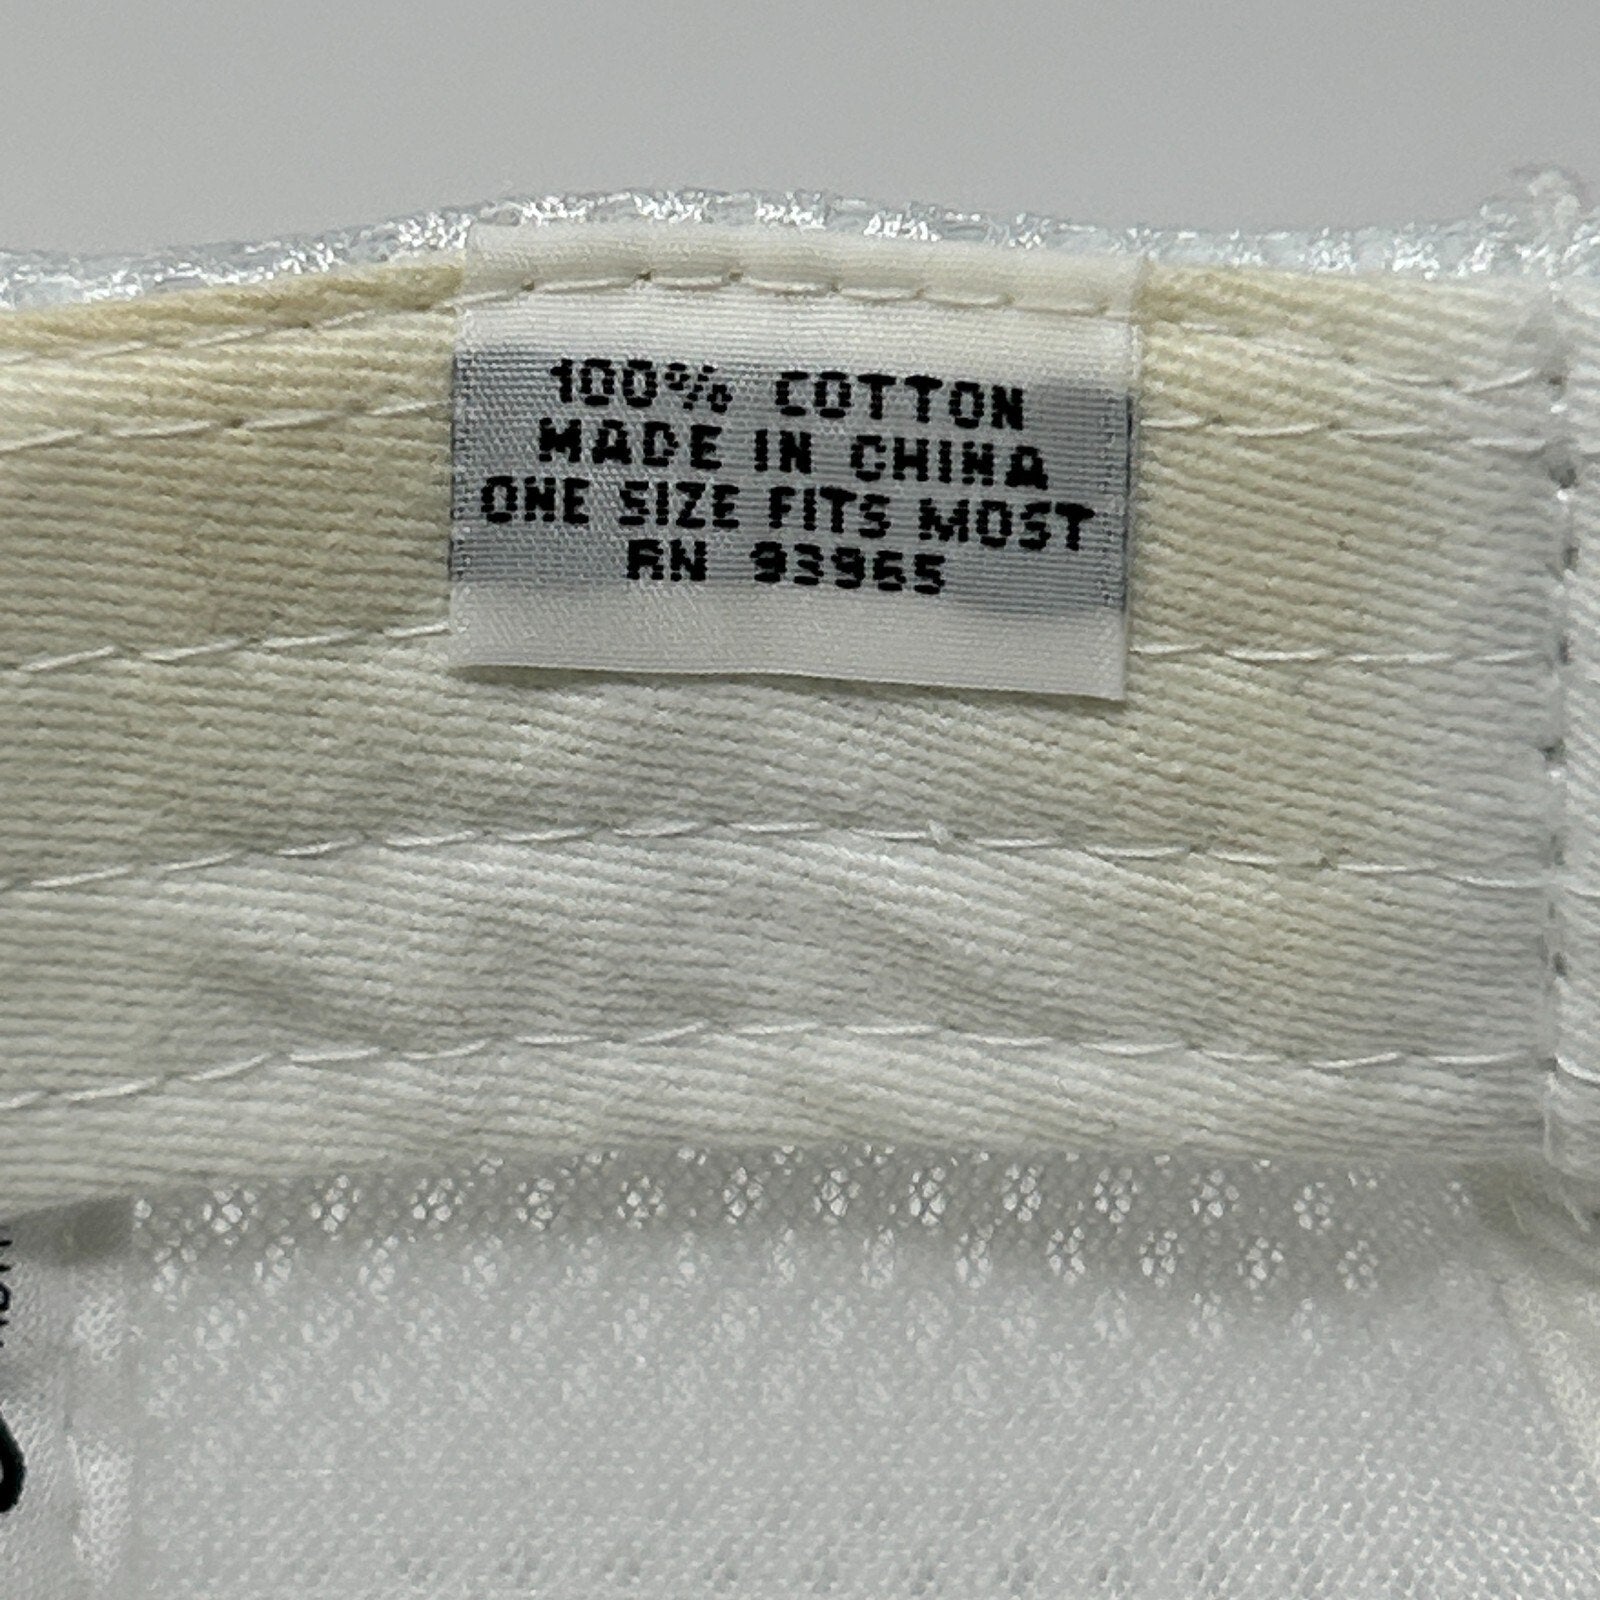 100% COTTON
MADE IN CHINA
ONE SIZE FITS MOST
RN 93965